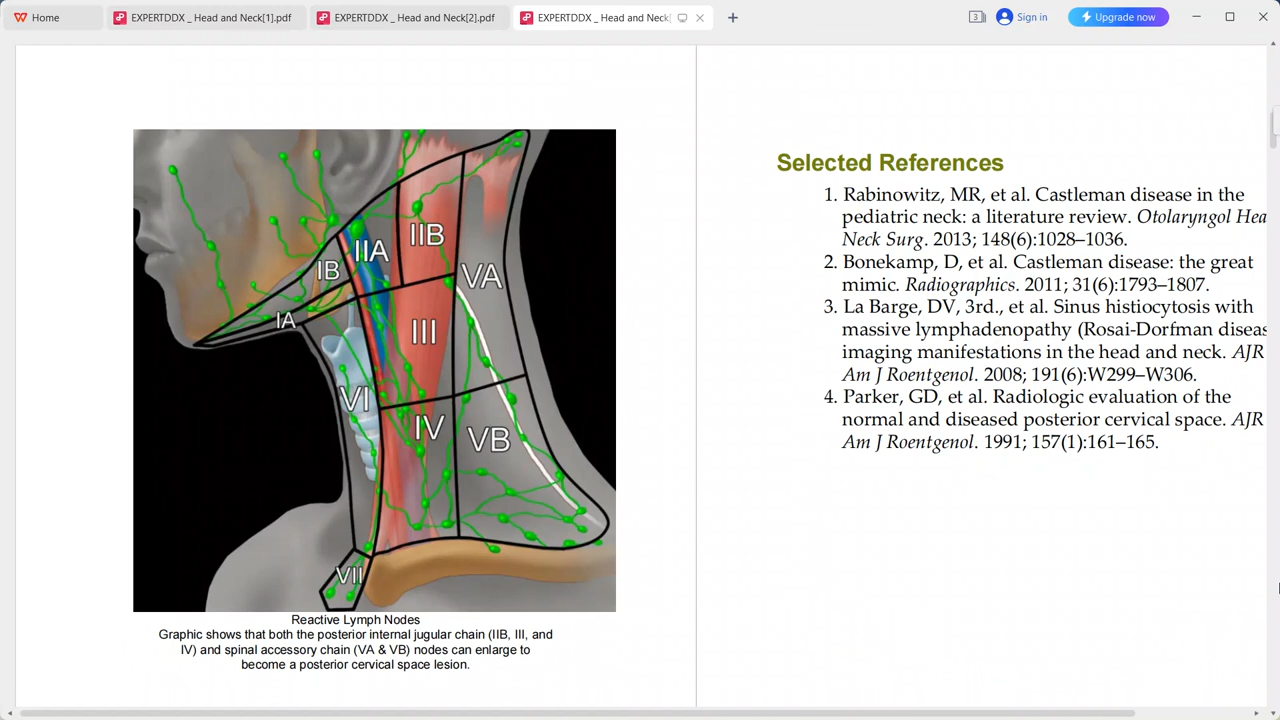 Home
EXPERTDDX _ Head and Neck[1].pdf
EXPERTDDX _ Head and Neck[2].pdf
EXPERTDDX _ Head and Neck
3
Sign in
Upgrade now
IIB
IIA
IB
VA
IA
III
VI
IV
VB
VII
Reactive Lymph Nodes
Graphic shows that both the posterior internal jugular chain (IIB, III, and
IV) and spinal accessory chain (VA & VB) nodes can enlarge to
become a posterior cervical space lesion.
Selected References
1. Rabinowitz, MR, et al. Castleman disease in the
pediatric neck: a literature review. Otolaryngol Hea
Neck Surg. 2013; 148(6):1028–1036.
2. Bonekamp, D, et al. Castleman disease: the great
mimic. Radiographics. 2011; 31(6):1793–1807.
3. La Barge, DV, 3rd., et al. Sinus histiocytosis with
massive lymphadenopathy (Rosai-Dorfman diseas
imaging manifestations in the head and neck. AJR
Am J Roentgenol. 2008; 191(6):W299–W306.
4. Parker, GD, et al. Radiologic evaluation of the
normal and diseased posterior cervical space. AJR
Am J Roentgenol. 1991; 157(1):161–165.